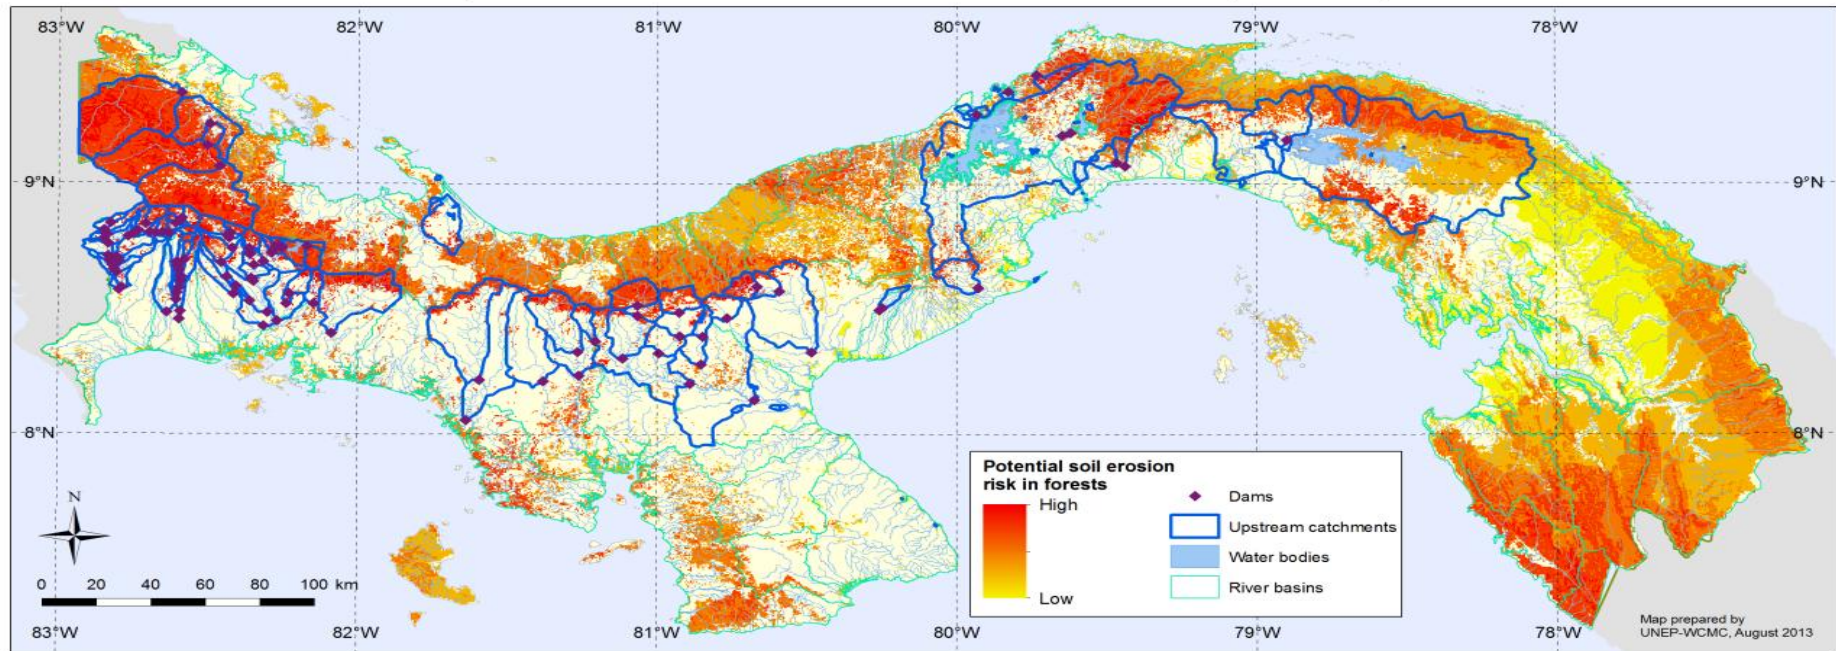 83°W 82°W 81°W 80°W 79°W 78°W
9°N 9°N
8°N 8°N
N
0 20 40 60 80 100 km
83°W 82°W 81°W 80°W 79°W 78°W
Potential soil erosion
risk in forests
High
Low
Dams
Upstream catchments
Water bodies
River basins
Map prepared by
UNEP-WCMC, August 2013